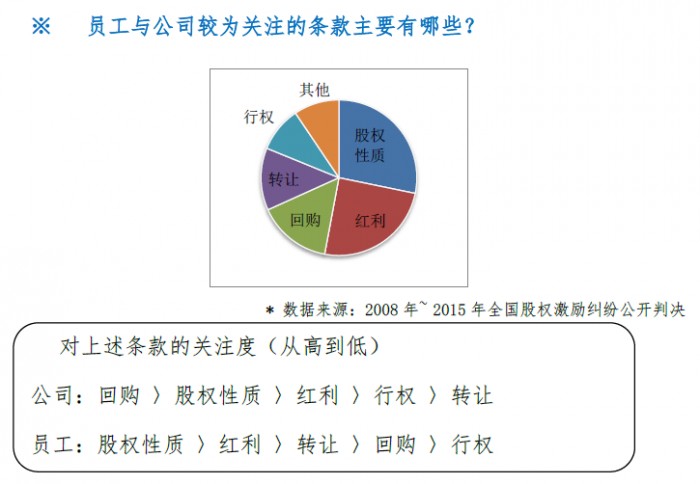 ※ 员工与公司较为关注的条款主要有哪些？
其他
行权
股权
性质
转让
回购
红利
* 数据来源：2008 年~ 2015 年全国股权激励纠纷公开判决
对上述条款的关注度（从高到低）
公司：回购 〉股权性质 〉红利 〉行权 〉转让
员工：股权性质 〉红利 〉转让 〉回购 〉行权